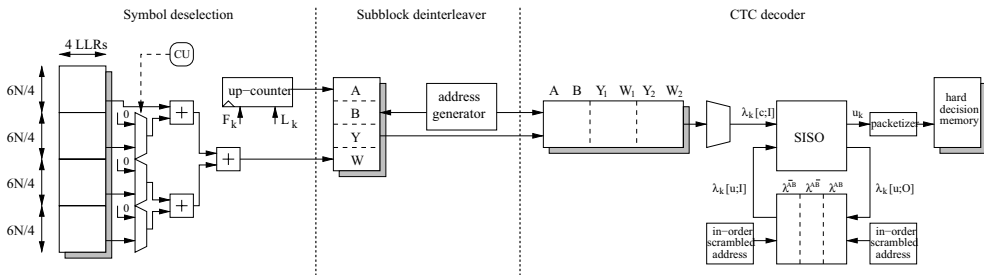 Symbol deselection
Subblock deinterleaver
CTC decoder
4 LLRs
CU
6N/4
6N/4
6N/4
6N/4
0
0
0
+
+
+
up-counter
F_k
L_k
A
B
Y
W
address
generator
A B Y_1 W_1 Y_2 W_2
λ_k[c;I]
SISO
u_k
packetizer
hard
decision
memory
λ_k[u;I]
λ^A̅B λ^AB̅ λ^AB
λ_k[u;O]
in-order
scrambled
address
in-order
scrambled
address